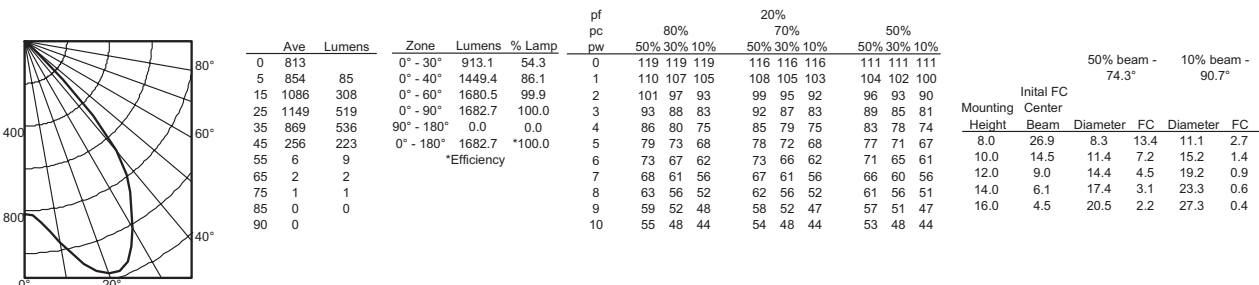 400
800
0°
20°
40°
60°
80°
Ave Lumens
0 813
5 854 85
15 1086 308
25 1149 519
35 869 536
45 256 223
55 6 9
65 2 2
75 1 1
85 0 0
90 0
Zone Lumens % Lamp
0° - 30° 913.1 54.3
0° - 40° 1449.4 86.1
0° - 60° 1680.5 99.9
0° - 90° 1682.7 100.0
90° - 180° 0.0 0.0
0° - 180° 1682.7 *100.0
*Efficiency
pf 20%
pc 80% 70% 50%
pw 50% 30% 10% 50% 30% 10% 50% 30% 10%
0 119 119 119 116 116 116 111 111 111
1 110 107 105 108 105 103 104 102 100
2 101 97 93 99 95 92 96 93 90
3 93 88 83 92 87 83 89 85 81
4 86 80 75 85 79 75 83 78 74
5 79 73 68 78 72 68 77 71 67
6 73 67 62 73 66 62 71 65 61
7 68 61 56 67 61 56 66 60 56
8 63 56 52 62 56 52 61 56 51
9 59 52 48 58 52 47 57 51 47
10 55 48 44 54 48 44 53 48 44
50% beam - 10% beam -
74.3° 90.7°
Inital FC
Mounting Center
Height Beam Diameter FC Diameter FC
8.0 26.9 8.3 13.4 11.1 2.7
10.0 14.5 11.4 7.2 15.2 1.4
12.0 9.0 14.4 4.5 19.2 0.9
14.0 6.1 17.4 3.1 23.3 0.6
16.0 4.5 20.5 2.2 27.3 0.4